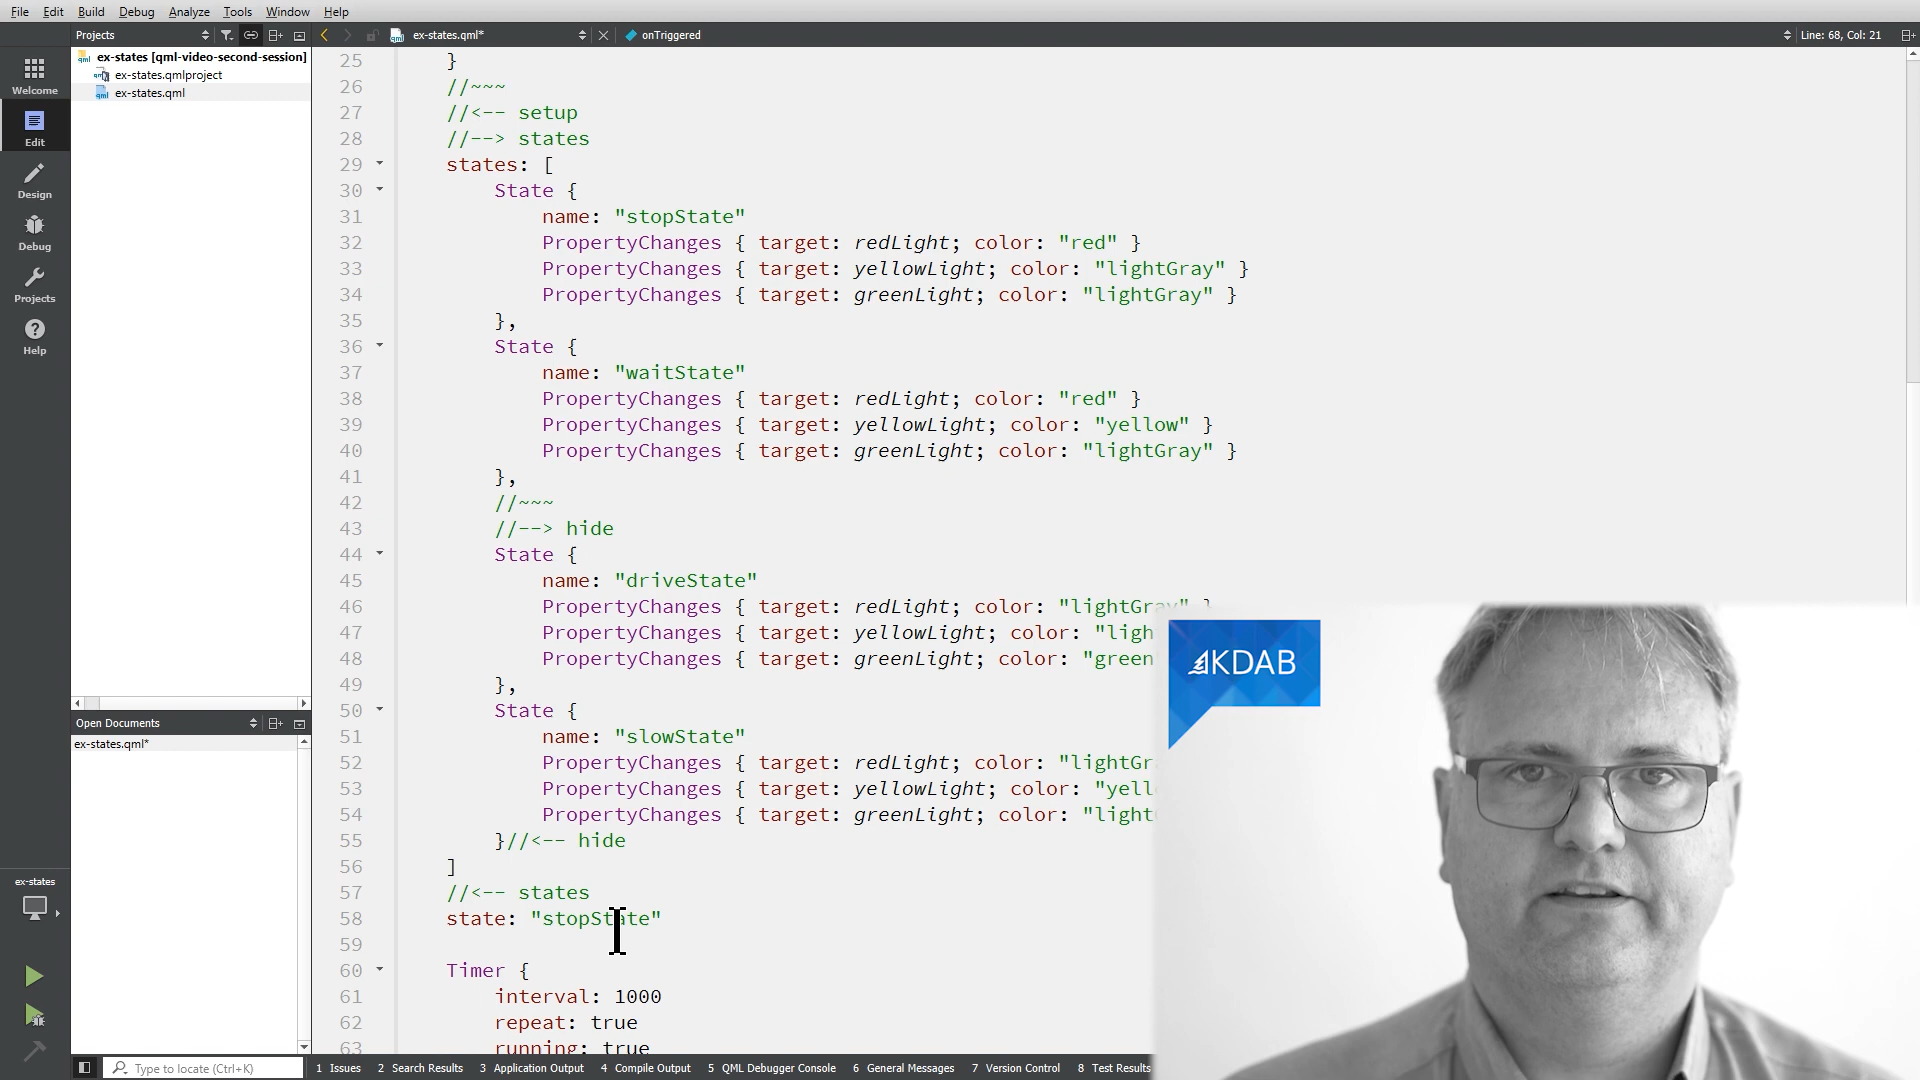 File Edit Build Debug Analyze Tools Window Help
Projects
ex-states.qml*
onTriggered
Line: 68, Col: 21
Welcome
Edit
Design
Debug
Projects
Help
ex-states [qml-video-second-session]
ex-states.qmlproject
ex-states.qml
Open Documents
ex-states.qml*
ex-states
25 }
26 //~~~
27 //<-- setup
28 //--> states
29 states: [
30 State {
31 name: "stopState"
32 PropertyChanges { target: redLight; color: "red" }
33 PropertyChanges { target: yellowLight; color: "lightGray" }
34 PropertyChanges { target: greenLight; color: "lightGray" }
35 },
36 State {
37 name: "waitState"
38 PropertyChanges { target: redLight; color: "red" }
39 PropertyChanges { target: yellowLight; color: "yellow" }
40 PropertyChanges { target: greenLight; color: "lightGray" }
41 },
42 //~~~
43 //--> hide
44 State {
45 name: "driveState"
46 PropertyChanges { target: redLight; color: "lightGray" }
47 PropertyChanges { target: yellowLight; color: "ligh
48 PropertyChanges { target: greenLight; color: "green
49 },
50 State {
51 name: "slowState"
52 PropertyChanges { target: redLight; color: "lightGr
53 PropertyChanges { target: yellowLight; color: "yell
54 PropertyChanges { target: greenLight; color: "light
55 }//<-- hide
56 ]
57 //<-- states
58 state: "stopState"
59
60 Timer {
61 interval: 1000
62 repeat: true
63 running: true
KDAB
Type to locate (Ctrl+K)
1 Issues 2 Search Results 3 Application Output 4 Compile Output 5 QML Debugger Console 6 General Messages 7 Version Control 8 Test Results